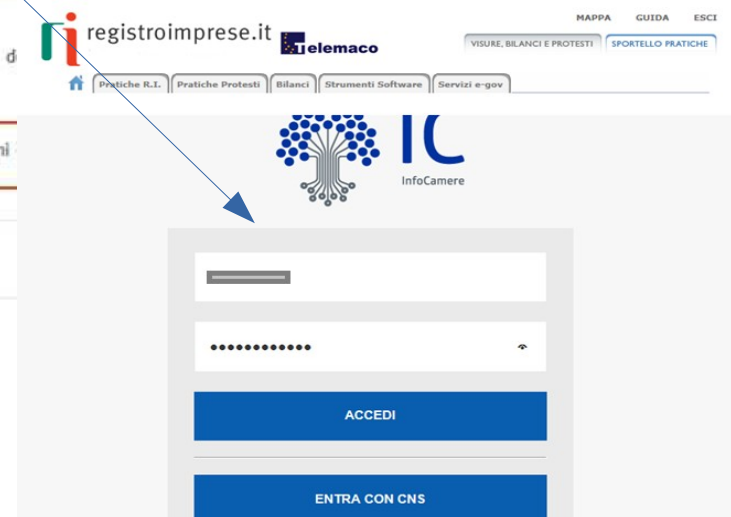 MAPPA GUIDA ESCI
registroimprese.it
Telemaco
VISURE, BILANCI E PROTESTI SPORTELLO PRATICHE
Pratiche R.I. Pratiche Protesti Bilanci Strumenti Software Servizi e-gov
IC
InfoCamere
ACCEDI
ENTRA CON CNS